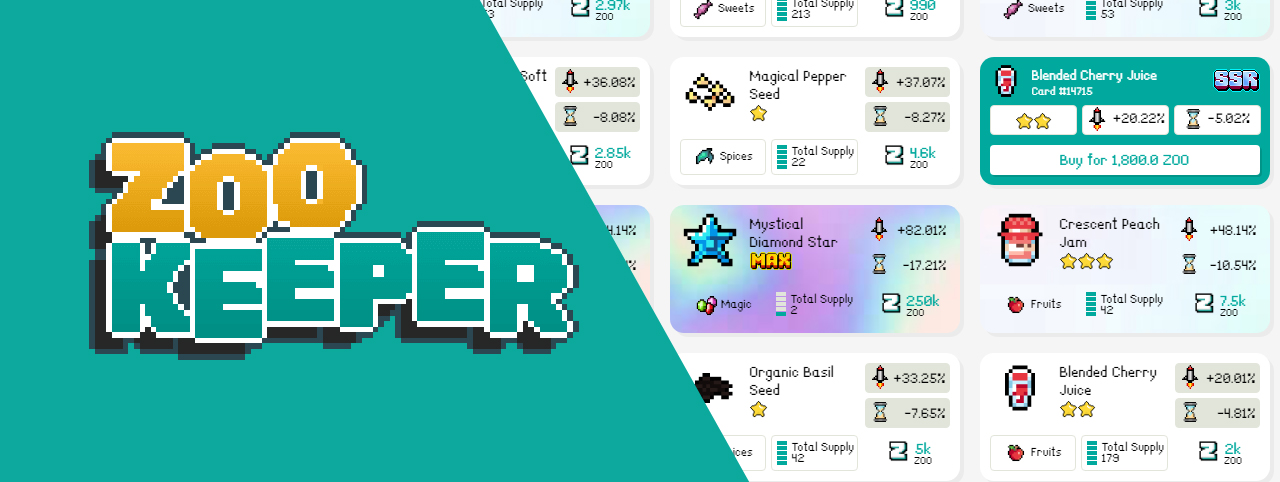 ZOO
KEEPER
Total Supply
2.97k
ZOO
Soft
+36.08%
-8.08%
2.85k
ZOO
Sweets
Total Supply
213
990
ZOO
Magical Pepper
Seed
+37.07%
-8.27%
Spices
Total Supply
22
4.6k
ZOO
Mystical
Diamond Star
MAX
+82.01%
-17.21%
Magic
Total Supply
2
250k
ZOO
Organic Basil
Seed
+33.25%
-7.65%
Total Supply
42
5k
ZOO
Sweets
Total Supply
53
3k
ZOO
Blended Cherry Juice
Card #14715
SSR
+20.22%
-5.02%
Buy for 1,800.0 ZOO
Crescent Peach
Jam
+48.14%
-10.54%
Fruits
Total Supply
42
7.5k
ZOO
Blended Cherry
Juice
+20.01%
-4.81%
Fruits
Total Supply
179
2k
ZOO